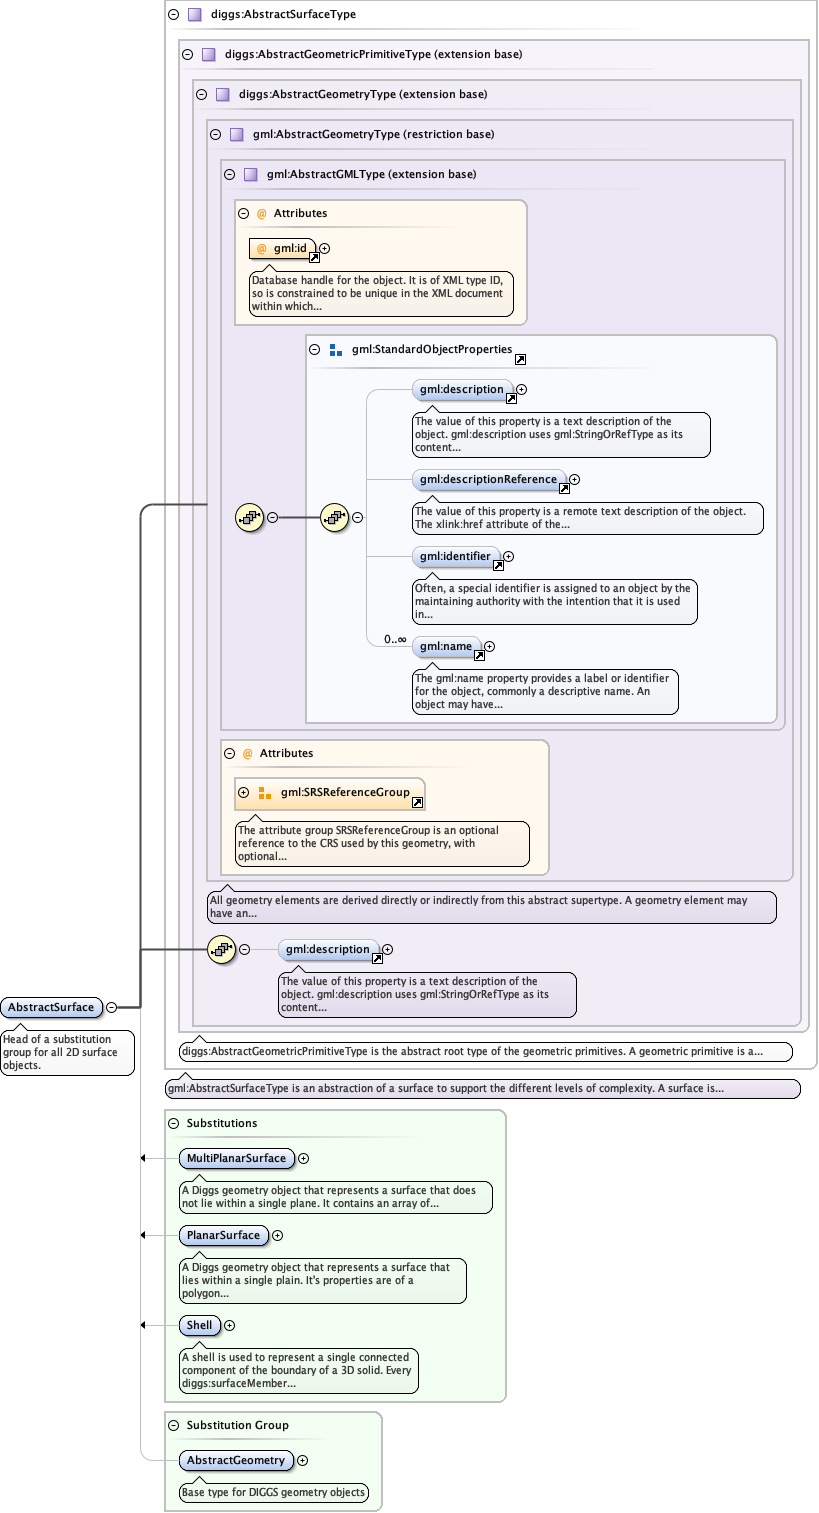 diggs:AbstractSurfaceType
diggs:AbstractGeometricPrimitiveType (extension base)
diggs:AbstractGeometryType (extension base)
gml:AbstractGeometryType (restriction base)
gml:AbstractGMLType (extension base)
@ Attributes
@ gml:id
Database handle for the object. It is of XML type ID,
so is constrained to be unique in the XML document
within which...
gml:StandardObjectProperties
gml:description
The value of this property is a text description of the
object. gml:description uses gml:StringOrRefType as its
content...
gml:descriptionReference
The value of this property is a remote text description of the object.
The xlink:href attribute of the...
gml:identifier
Often, a special identifier is assigned to an object by the
maintaining authority with the intention that it is used
in...
0..∞
gml:name
The gml:name property provides a label or identifier
for the object, commonly a descriptive name. An
object may have...
@ Attributes
gml:SRSReferenceGroup
The attribute group SRSReferenceGroup is an optional
reference to the CRS used by this geometry, with
optional...
All geometry elements are derived directly or indirectly from this abstract supertype. A geometry element may
have an...
gml:description
The value of this property is a text description of the
object. gml:description uses gml:StringOrRefType as its
content...
AbstractSurface
Head of a substitution
group for all 2D surface
objects.
diggs:AbstractGeometricPrimitiveType is the abstract root type of the geometric primitives. A geometric primitive is a...
gml:AbstractSurfaceType is an abstraction of a surface to support the different levels of complexity. A surface is...
Substitutions
MultiPlanarSurface
A Diggs geometry object that represents a surface that does
not lie within a single plane. It contains an array of...
PlanarSurface
A Diggs geometry object that represents a surface that
lies within a single plain. It's properties are of a
polygon...
Shell
A shell is used to represent a single connected
component of the boundary of a 3D solid. Every
diggs:surfaceMember...
Substitution Group
AbstractGeometry
Base type for DIGGS geometry objects